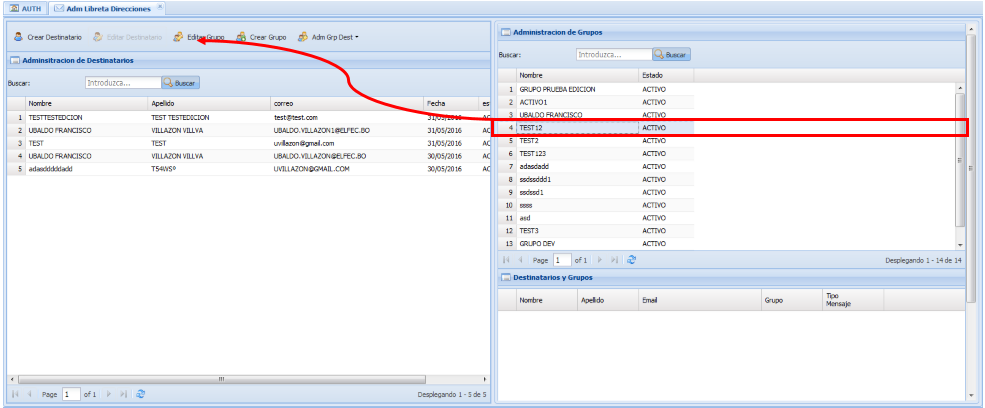 AUTH
Adm Libreta Direcciones
Crear Destinatario Editar Destinatario Editar Grupo Crear Grupo Adm Grp Dest
Adminsitracion de Destinatarios
Buscar: Introduzca... Buscar
Nombre Apellido correo Fecha es
1 TESTTESTEDCION TEST TESTEDICION test@test.com 31/05/2016 AC
2 UBALDO FRANCISCO VILLAZON VILLVA UBALDO.VILLAZON1@ELFEC.BO 31/05/2016 AC
3 TEST TEST uvillazon@gmail.com 31/05/2016 AC
4 UBALDO FRANCISCO VILLAZON VILLVA UBALDO.VILLAZON@ELFEC.BO 30/05/2016 AC
5 adasdddddadd T54WS° UVILLAZON@GMAIL.COM 30/05/2016 AC
Page 1 of 1 Desplegando 1 - 5 de 5
Administracion de Grupos
Buscar: Introduzca... Buscar
Nombre Estado
1 GRUPO PRUEBA EDICION ACTIVO
2 ACTIVO1 ACTIVO
3 UBALDO FRANCISCO ACTIVO
4 TEST12 ACTIVO
5 TEST2 ACTIVO
6 TEST123 ACTIVO
7 adasdadd ACTIVO
8 ssdssddd1 ACTIVO
9 ssdssd1 ACTIVO
10 ssss ACTIVO
11 asd ACTIVO
12 TEST3 ACTIVO
13 GRUPO DEV ACTIVO
Page 1 of 1 Desplegando 1 - 14 de 14
Destinatarios y Grupos
Nombre Apellido Email Grupo Tipo
Mensaje